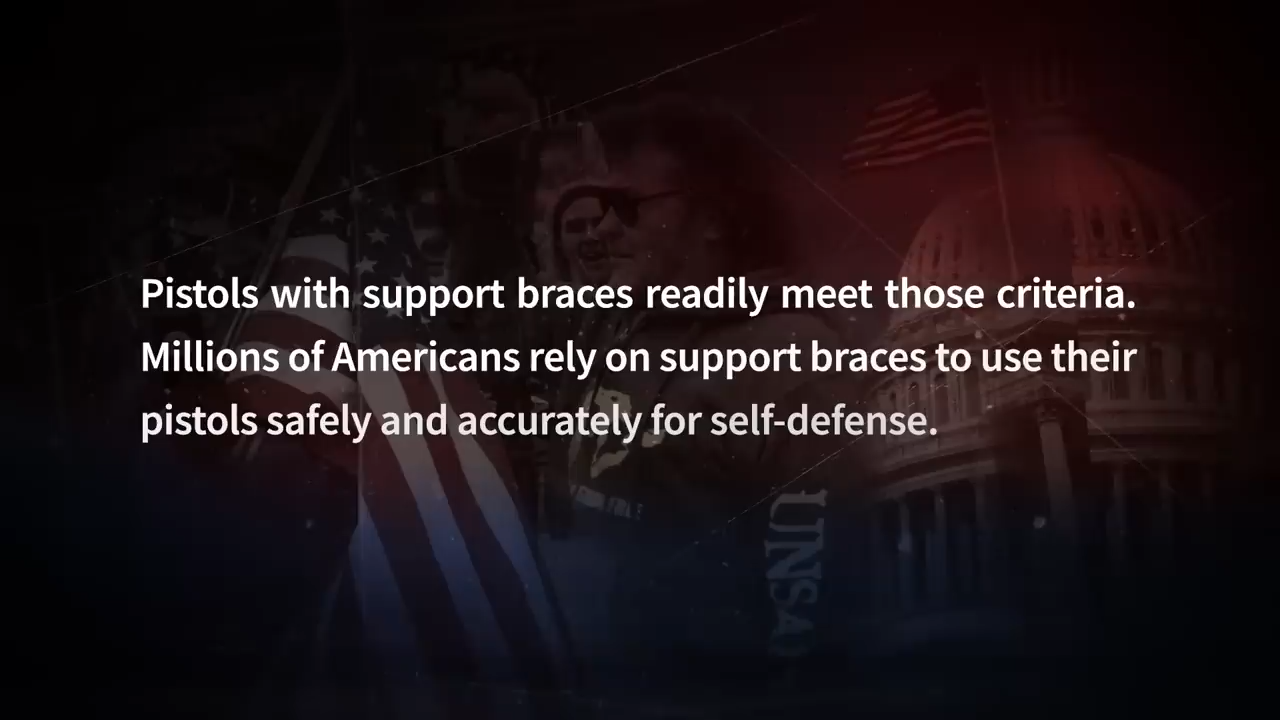 Pistols with support braces readily meet those criteria.
Millions of Americans rely on support braces to use their
pistols safely and accurately for self-defense.